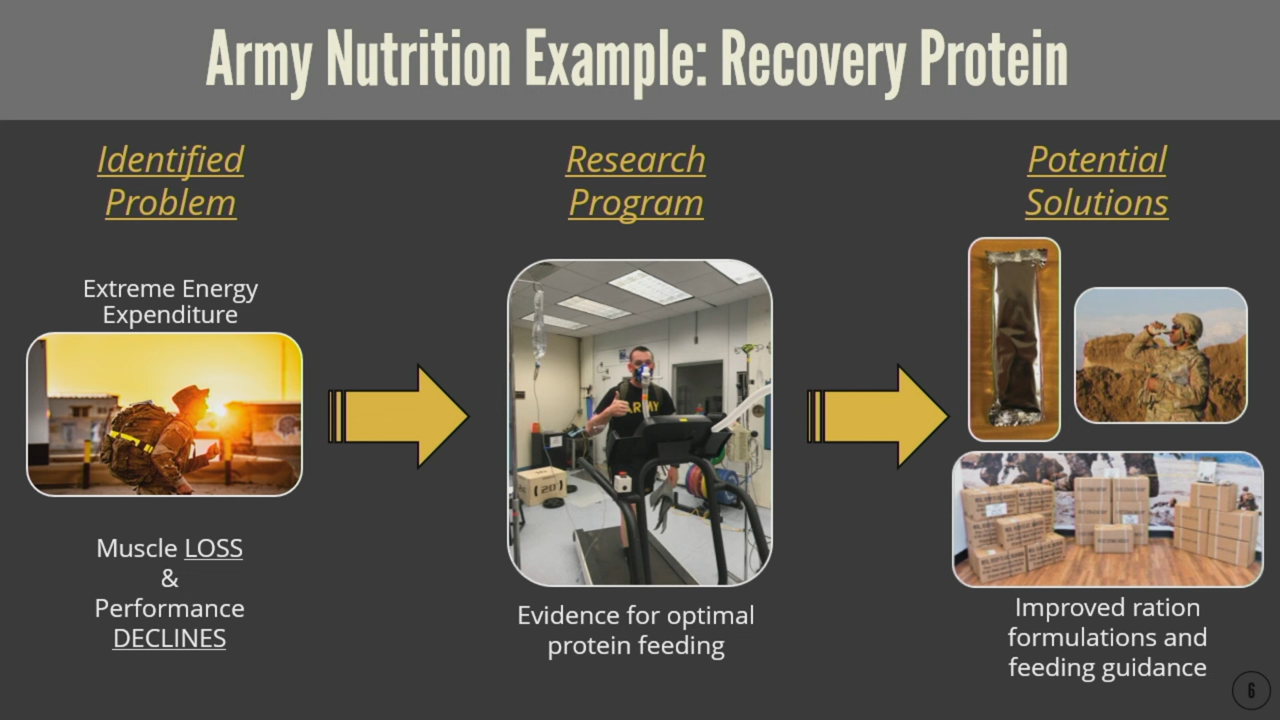 Army Nutrition Example: Recovery Protein
Identified
Problem
Extreme Energy
Expenditure
Muscle LOSS
&
Performance
DECLINES
Research
Program
ARMY
Evidence for optimal
protein feeding
Potential
Solutions
Improved ration
formulations and
feeding guidance
6